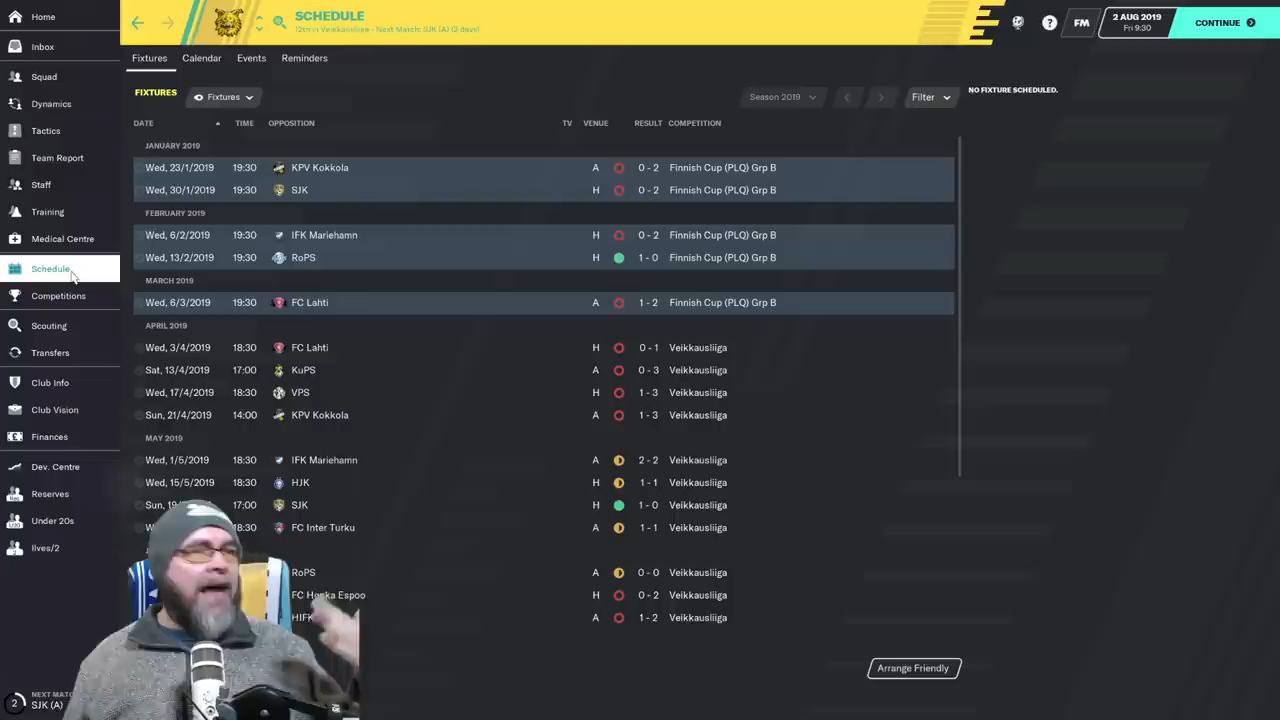 Home
Inbox
Squad
Dynamics
Tactics
Team Report
Staff
Training
Medical Centre
Schedule
Competitions
Scouting
Transfers
Club Info
Club Vision
Finances
Dev. Centre
Reserves
Under 20s
Ilves/2
2 NEXT MATC
SJK (A)
SCHEDULE
12th in Veikkausliiga - Next Match: SJK (A) (2 days)
? FM 2 AUG 2019
Fri 9:30
CONTINUE
Fixtures Calendar Events Reminders
FIXTURES Fixtures Season 2019 Filter
NO FIXTURE SCHEDULED.
DATE TIME OPPOSITION TV VENUE RESULT COMPETITION
JANUARY 2019
Wed, 23/1/2019 19:30 KPV Kokkola A 0 - 2 Finnish Cup (PLQ) Grp B
Wed, 30/1/2019 19:30 SJK H 0 - 2 Finnish Cup (PLQ) Grp B
FEBRUARY 2019
Wed, 6/2/2019 19:30 IFK Mariehamn H 0 - 2 Finnish Cup (PLQ) Grp B
Wed, 13/2/2019 19:30 RoPS H 1 - 0 Finnish Cup (PLQ) Grp B
MARCH 2019
Wed, 6/3/2019 19:30 FC Lahti A 1 - 2 Finnish Cup (PLQ) Grp B
APRIL 2019
Wed, 3/4/2019 18:30 FC Lahti H 0 - 1 Veikkausliiga
Sat, 13/4/2019 17:00 KuPS A 0 - 3 Veikkausliiga
Wed, 17/4/2019 18:30 VPS H 1 - 3 Veikkausliiga
Sun, 21/4/2019 14:00 KPV Kokkola A 1 - 3 Veikkausliiga
MAY 2019
Wed, 1/5/2019 18:30 IFK Mariehamn A 2 - 2 Veikkausliiga
Wed, 15/5/2019 18:30 HJK H 1 - 1 Veikkausliiga
Sun, 19 17:00 SJK H 1 - 0 Veikkausliiga
W 18:30 FC Inter Turku A 1 - 1 Veikkausliiga
RoPS A 0 - 0 Veikkausliiga
FC Honka Espoo H 0 - 2 Veikkausliiga
HIFK A 1 - 2 Veikkausliiga
Arrange Friendly